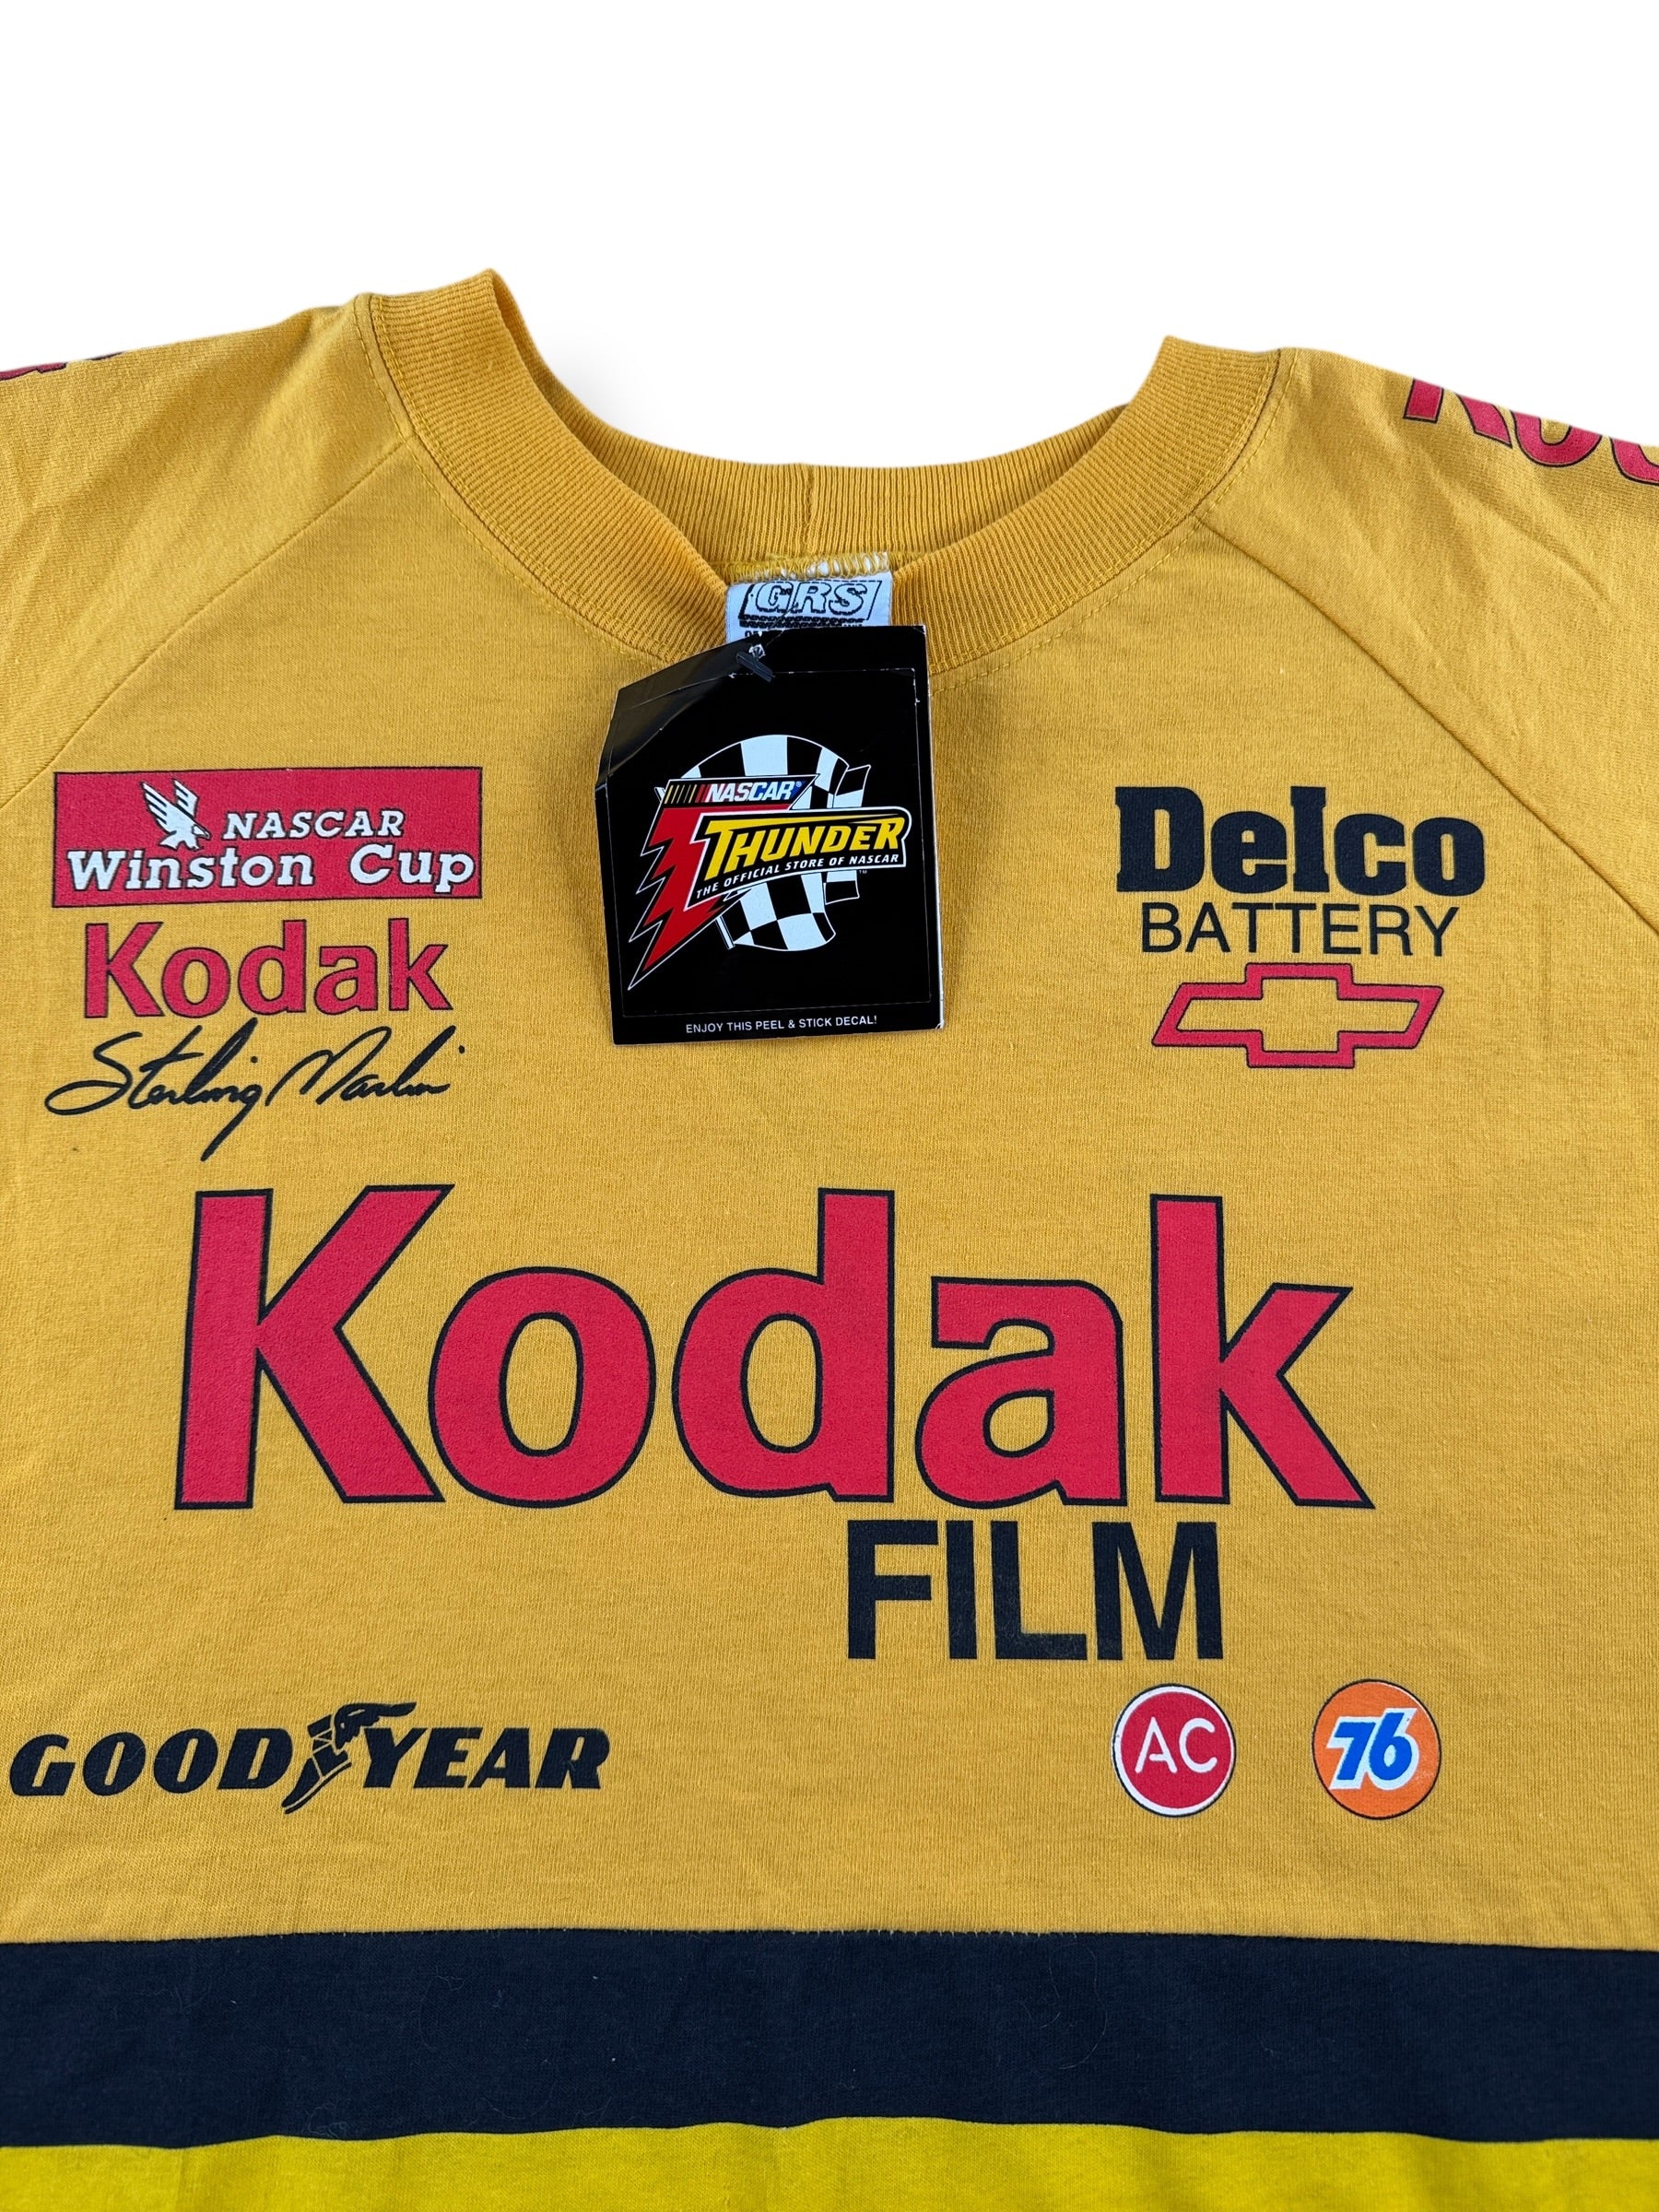 GRS
NASCAR
Winston Cup
Kodak
Sterling Marlin
NASCAR®
THUNDER
THE OFFICIAL STORE OF NASCAR™
ENJOY THIS PEEL & STICK DECAL!
Delco
BATTERY
Kodak
FILM
GOODYEAR
AC
76